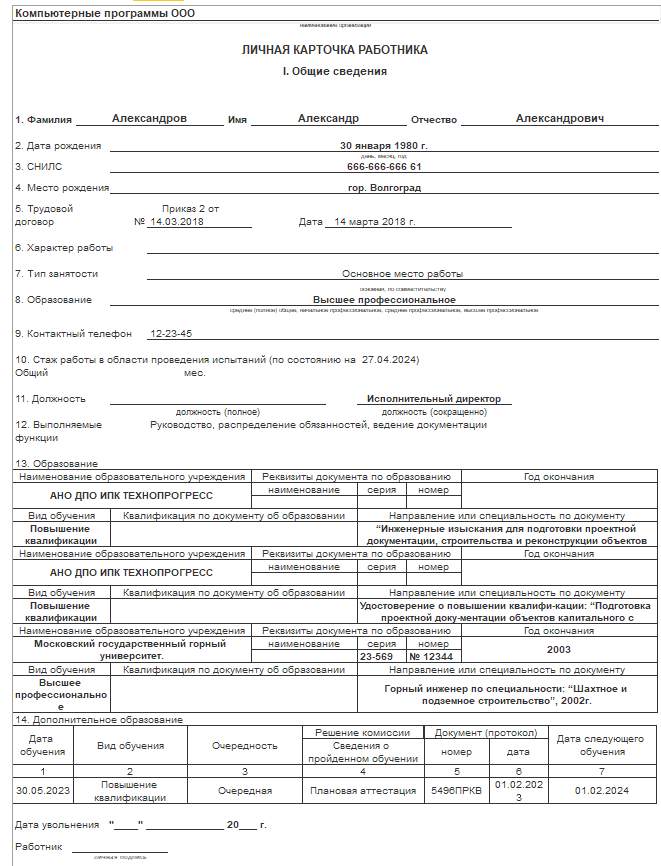 Компьютерные программы ООО
наименование организации
ЛИЧНАЯ КАРТОЧКА РАБОТНИКА
I. Общие сведения
1. Фамилия Александров Имя Александр Отчество Александрович
2. Дата рождения 30 января 1980 г.
день, месяц, год
3. СНИЛС 666-666-666 61
4. Место рождения гор. Волгоград
5. Трудовой Приказ 2 от
договор № 14.03.2018 Дата 14 марта 2018 г.
6. Характер работы
7. Тип занятости Основное место работы
основная, по совместительству
8. Образование Высшее профессиональное
среднее (полное) общее, начальное профессиональное, среднее профессиональное, высшее профессиональное
9. Контактный телефон 12-23-45
10. Стаж работы в области проведения испытаний (по состоянию на 27.04.2024)
Общий мес.
11. Должность Исполнительный директор
должность (полное) должность (сокращенно)
12. Выполняемые Руководство, распределение обязанностей, ведение документации
функции
13. Образование
Наименование образовательного учреждения Реквизиты документа по образованию Год окончания
АНО ДПО ИПК ТЕХНОПРОГРЕСС наименование серия номер
Вид обучения Квалификация по документу об образовании Направление или специальность по документу
Повышение "Инженерные изыскания для подготовки проектной
квалификации документации, строительства и реконструкции объектов
Наименование образовательного учреждения Реквизиты документа по образованию Год окончания
АНО ДПО ИПК ТЕХНОПРОГРЕСС наименование серия номер
Вид обучения Квалификация по документу об образовании Направление или специальность по документу
Повышение Удостоверение о повышении квалифи-кации: "Подготовка
квалификации проектной доку-ментации объектов капитального с
Наименование образовательного учреждения Реквизиты документа по образованию Год окончания
Московский государственный горный наименование серия номер 2003
университет. 23-569 № 12344
Вид обучения Квалификация по документу об образовании Направление или специальность по документу
Высшее Горный инженер по специальности: "Шахтное и
профессионально подземное строительство", 2002г.
е
14. Дополнительное образование
Дата обучения Вид обучения Очередность Решение комиссии Документ (протокол) Дата следующего обучения
Сведения о пройденном обучении номер дата
1 2 3 4 5 6 7
30.05.2023 Повышение квалификации Очередная Плановая аттестация 5496ПРКВ 01.02.2023 01.02.2024
Дата увольнения "____" ______________ 20___ г.
Работник
личная подпись